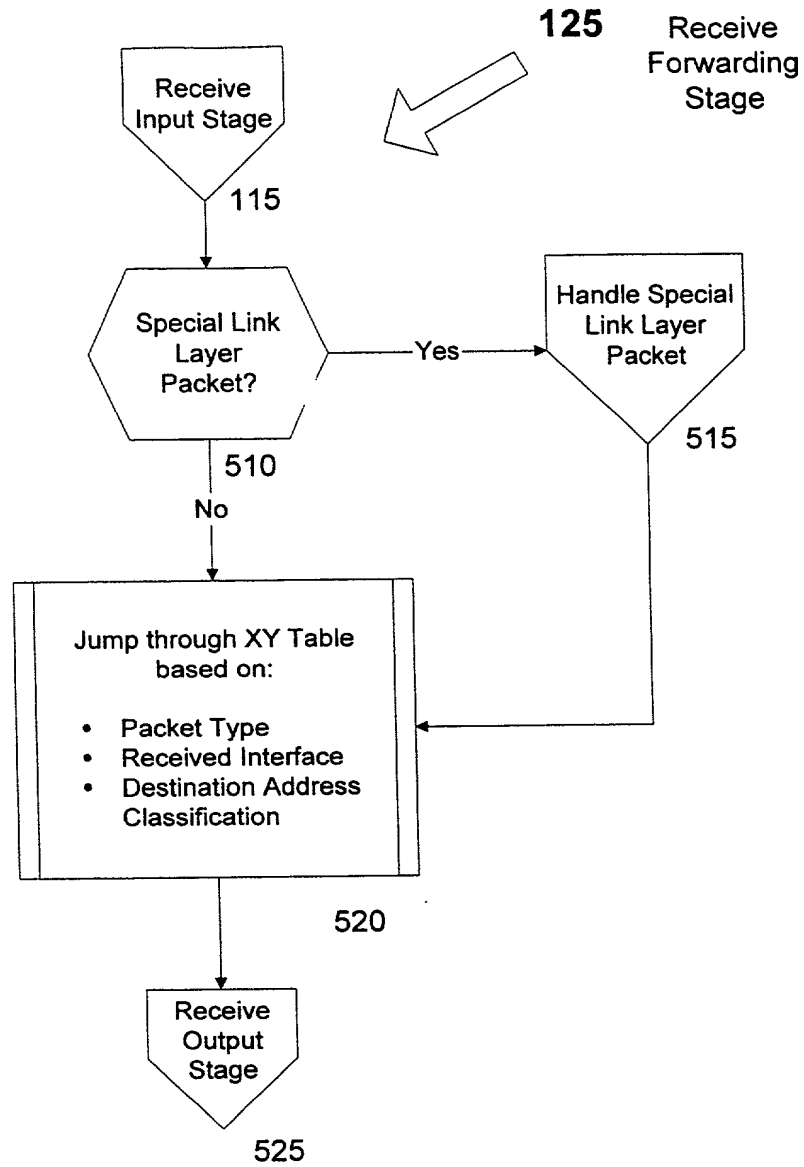 125
Receive
Forwarding
Stage
Receive
Input Stage
115
Special Link
Layer
Packet?
510
Yes
Handle Special
Link Layer
Packet
515
No
Jump through XY Table
based on:
• Packet Type
• Received Interface
• Destination Address
Classification
520
Receive
Output
Stage
525